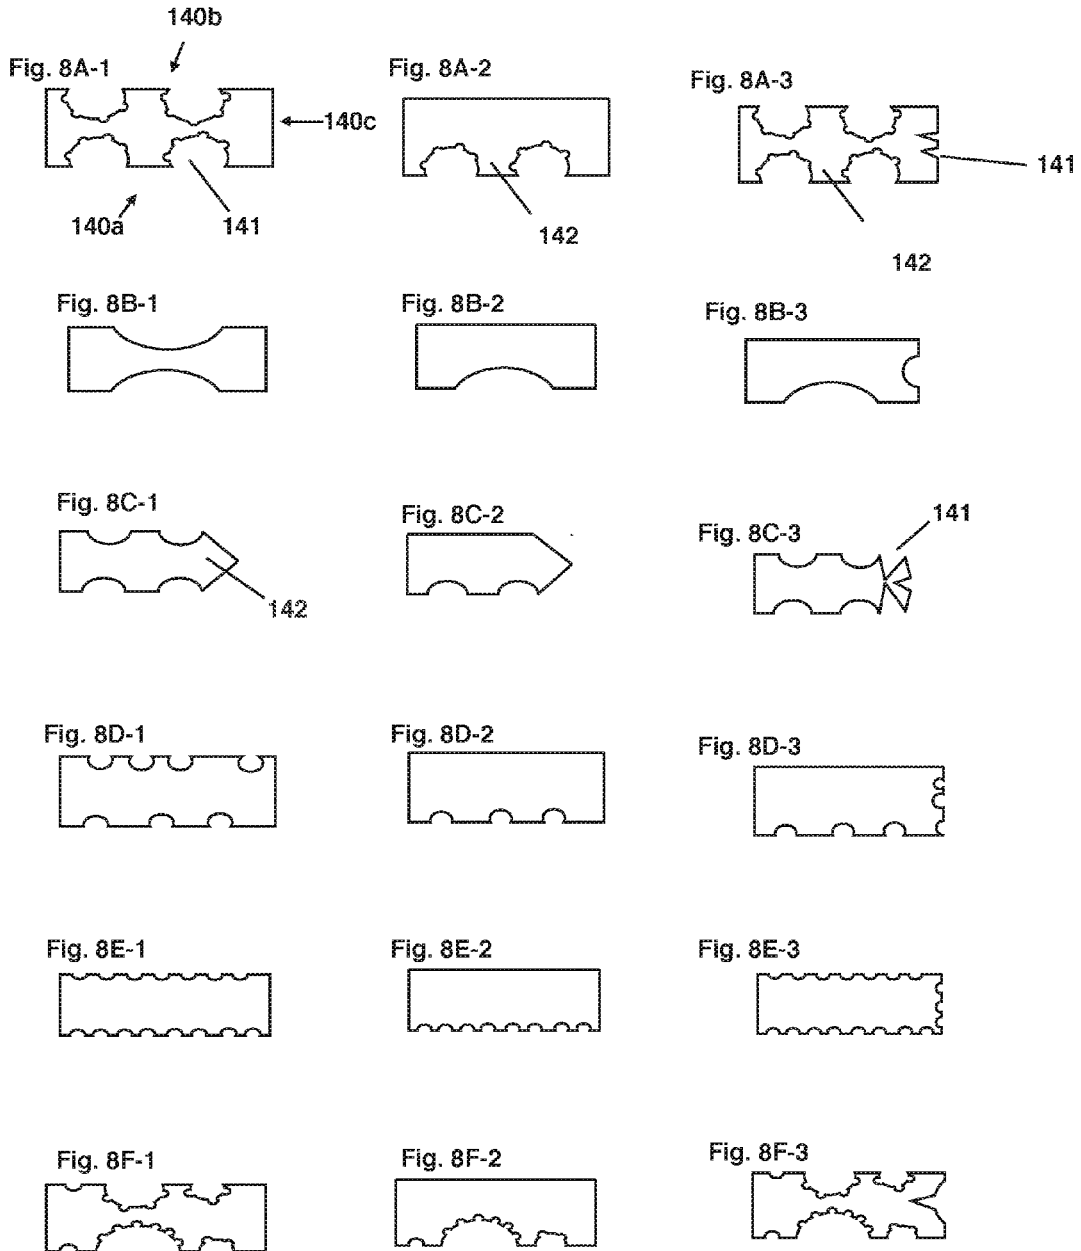 140b
Fig. 8A-1
Fig. 8A-2
Fig. 8A-3
140c
141
140a
141
142
142
Fig. 8B-1
Fig. 8B-2
Fig. 8B-3
Fig. 8C-1
Fig. 8C-2
Fig. 8C-3
141
142
Fig. 8D-1
Fig. 8D-2
Fig. 8D-3
Fig. 8E-1
Fig. 8E-2
Fig. 8E-3
Fig. 8F-1
Fig. 8F-2
Fig. 8F-3